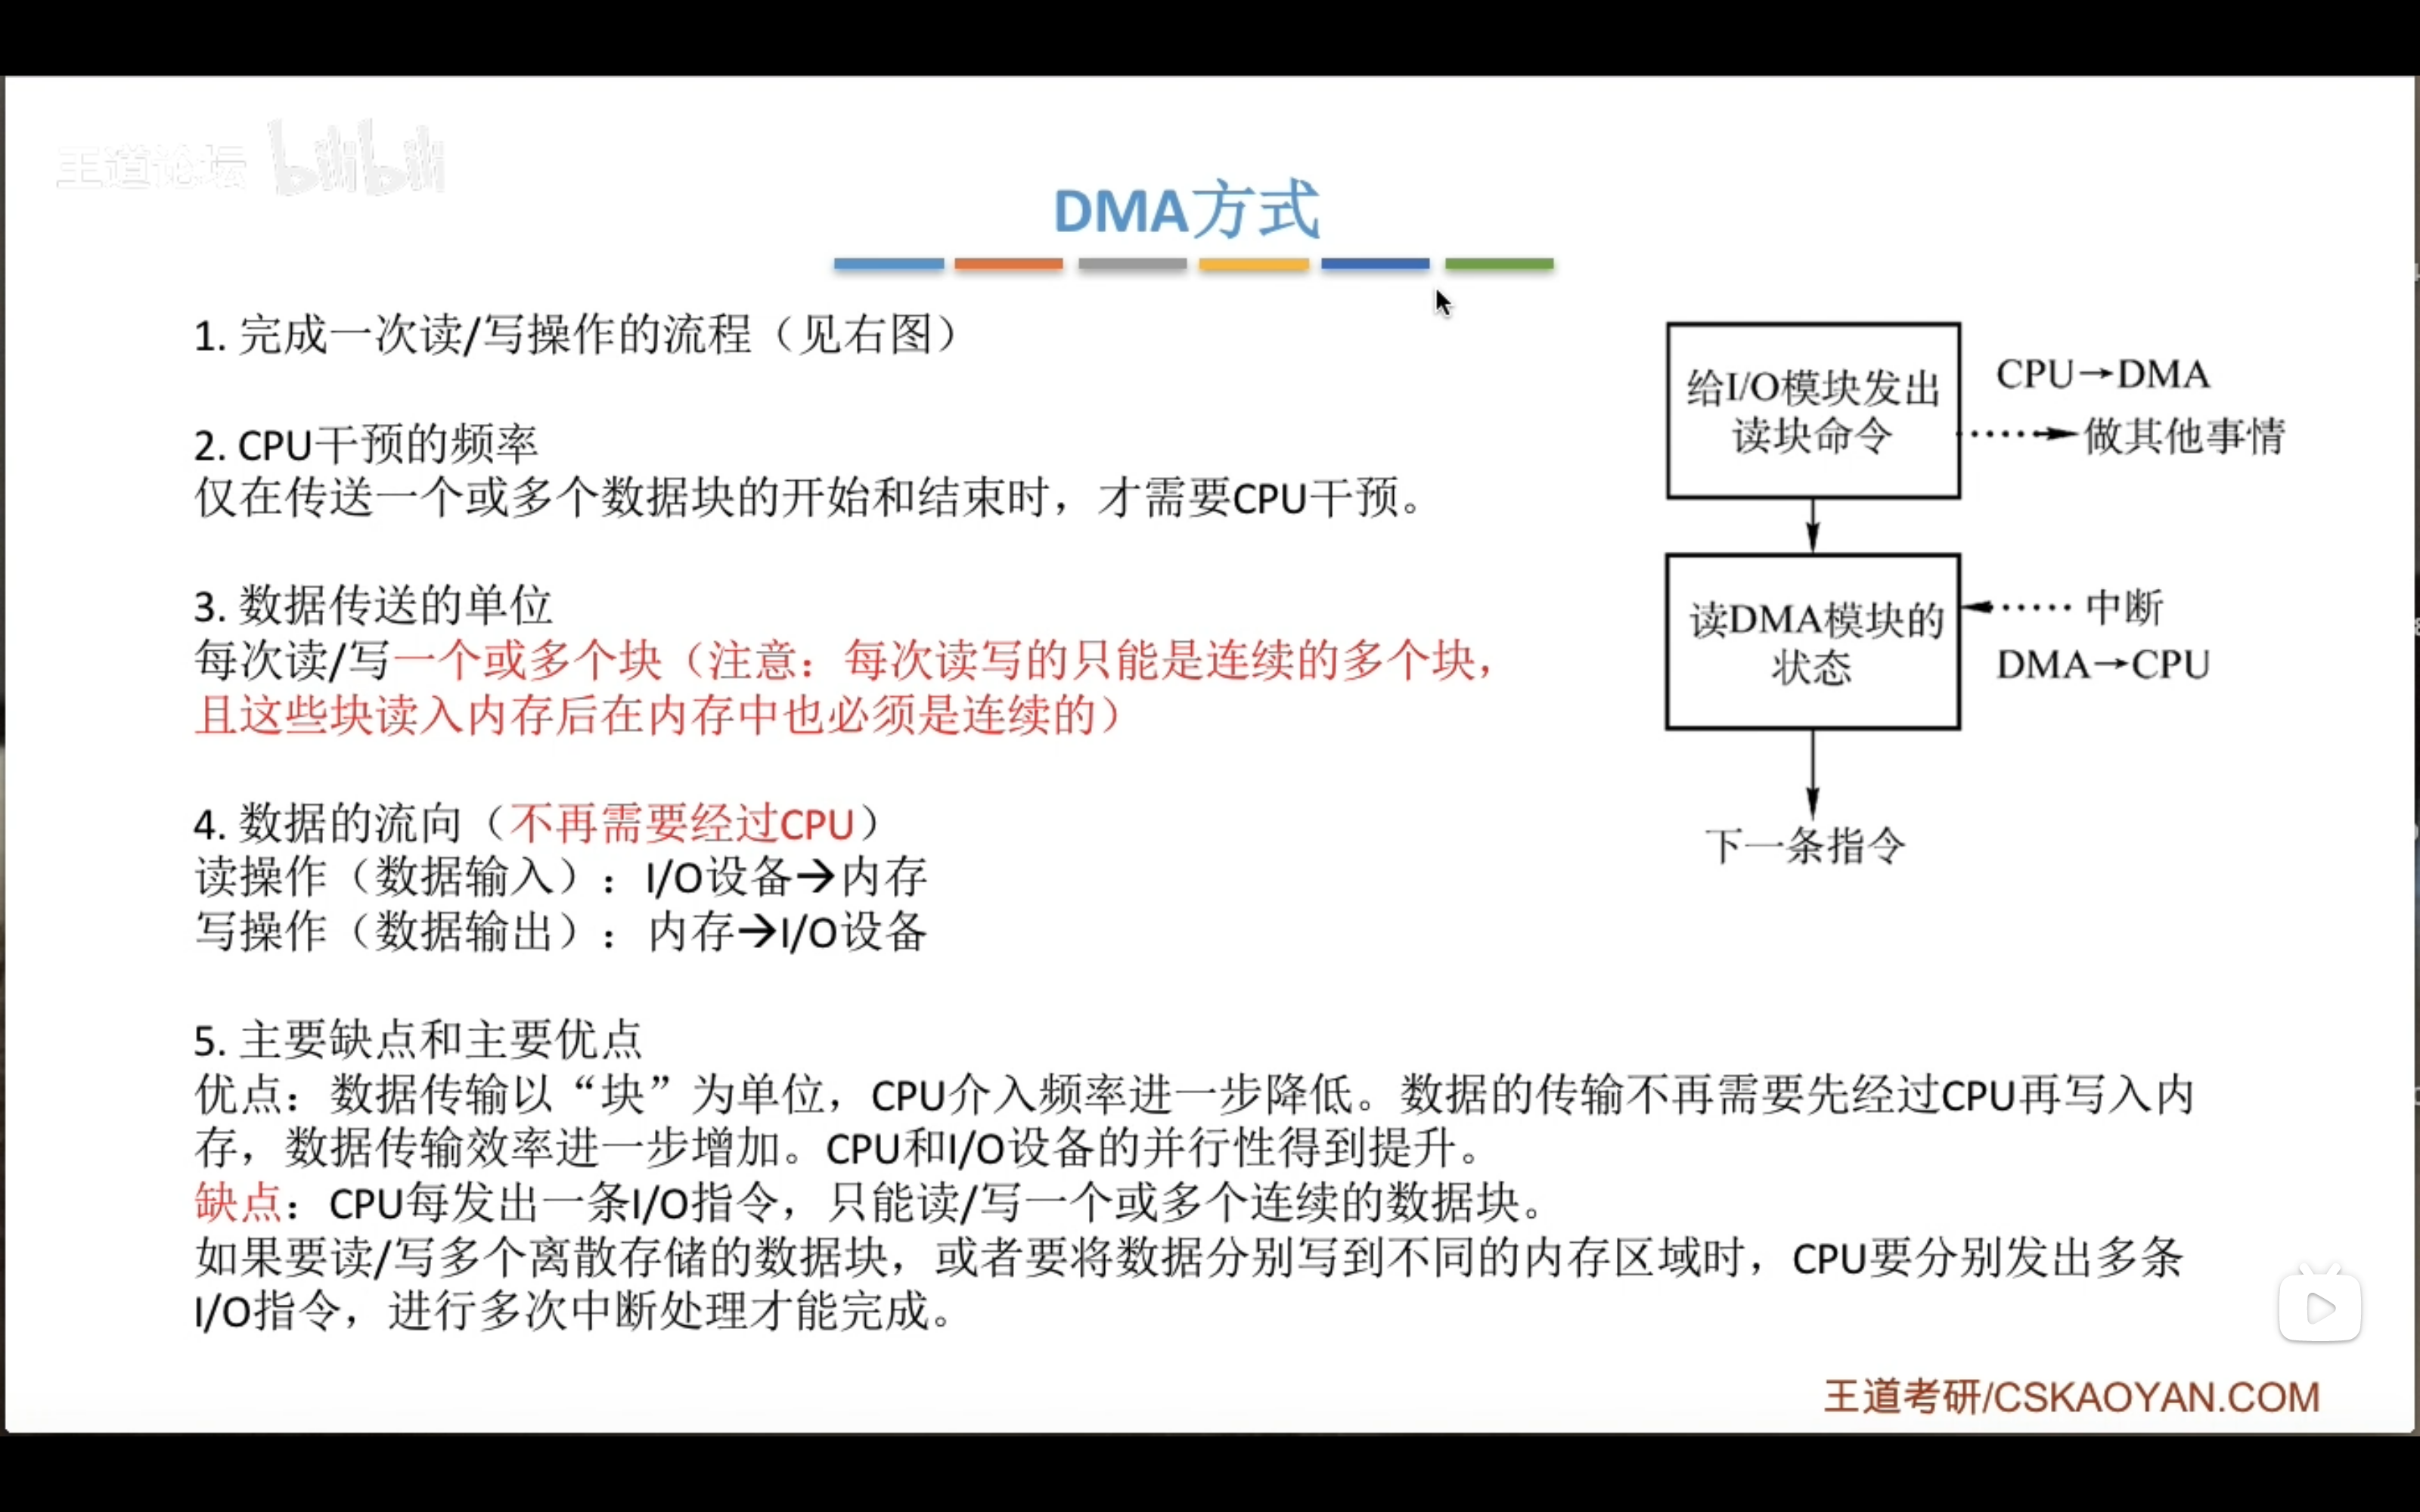 王道论坛 bilibili
DMA方式
1. 完成一次读/写操作的流程（见右图）
2. CPU干预的频率
仅在传送一个或多个数据块的开始和结束时，才需要CPU干预。
3. 数据传送的单位
每次读/写一个或多个块（注意：每次读写的只能是连续的多个块，
且这些块读入内存后在内存中也必须是连续的）
4. 数据的流向（不再需要经过CPU）
读操作（数据输入）：I/O设备→内存
写操作（数据输出）：内存→I/O设备
5. 主要缺点和主要优点
优点：数据传输以“块”为单位，CPU介入频率进一步降低。数据的传输不再需要先经过CPU再写入内
存，数据传输效率进一步增加。CPU和I/O设备的并行性得到提升。
缺点：CPU每发出一条I/O指令，只能读/写一个或多个连续的数据块。
如果要读/写多个离散存储的数据块，或者要将数据分别写到不同的内存区域时，CPU要分别发出多条
I/O指令，进行多次中断处理才能完成。
给I/O模块发出
读块命令
CPU→DMA
做其他事情
读DMA模块的
状态
中断
DMA→CPU
下一条指令
王道考研/CSKAOYAN.COM